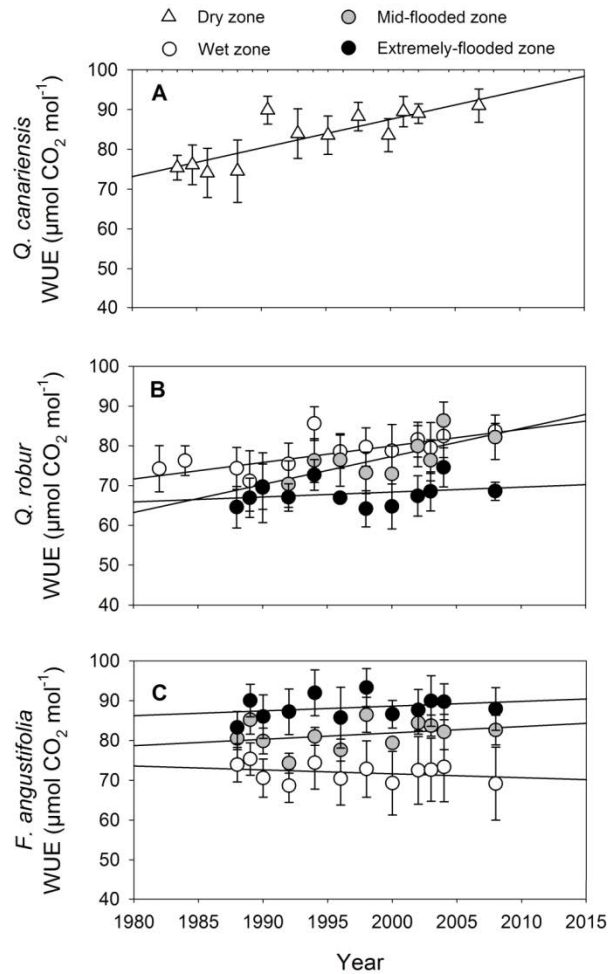 Dry zone Mid-flooded zone
Wet zone Extremely-flooded zone
100
A
90
80
70
60
50
40
Q. canariensis
WUE (μmol CO2 mol-1)
100
B
90
80
70
60
50
40
Q. robur
WUE (μmol CO2 mol-1)
100
C
90
80
70
60
50
40
F. angustifolia
WUE (μmol CO2 mol-1)
1980 1985 1990 1995 2000 2005 2010 2015
Year